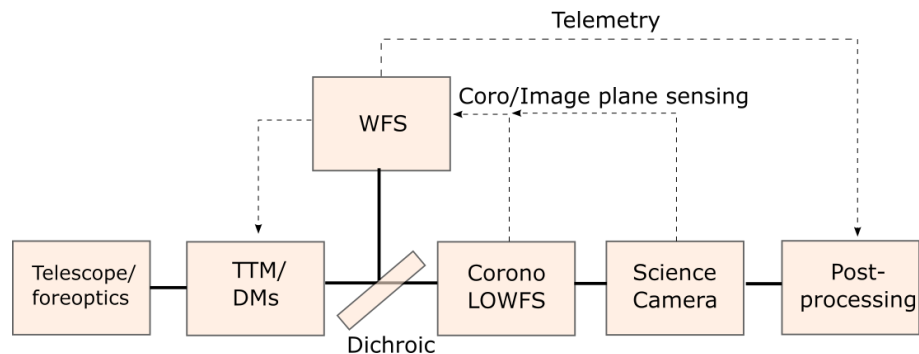 Telemetry
Coro/Image plane sensing
WFS
Telescope/
foreoptics
TTM/
DMs
Dichroic
Corono
LOWFS
Science
Camera
Post-
processing